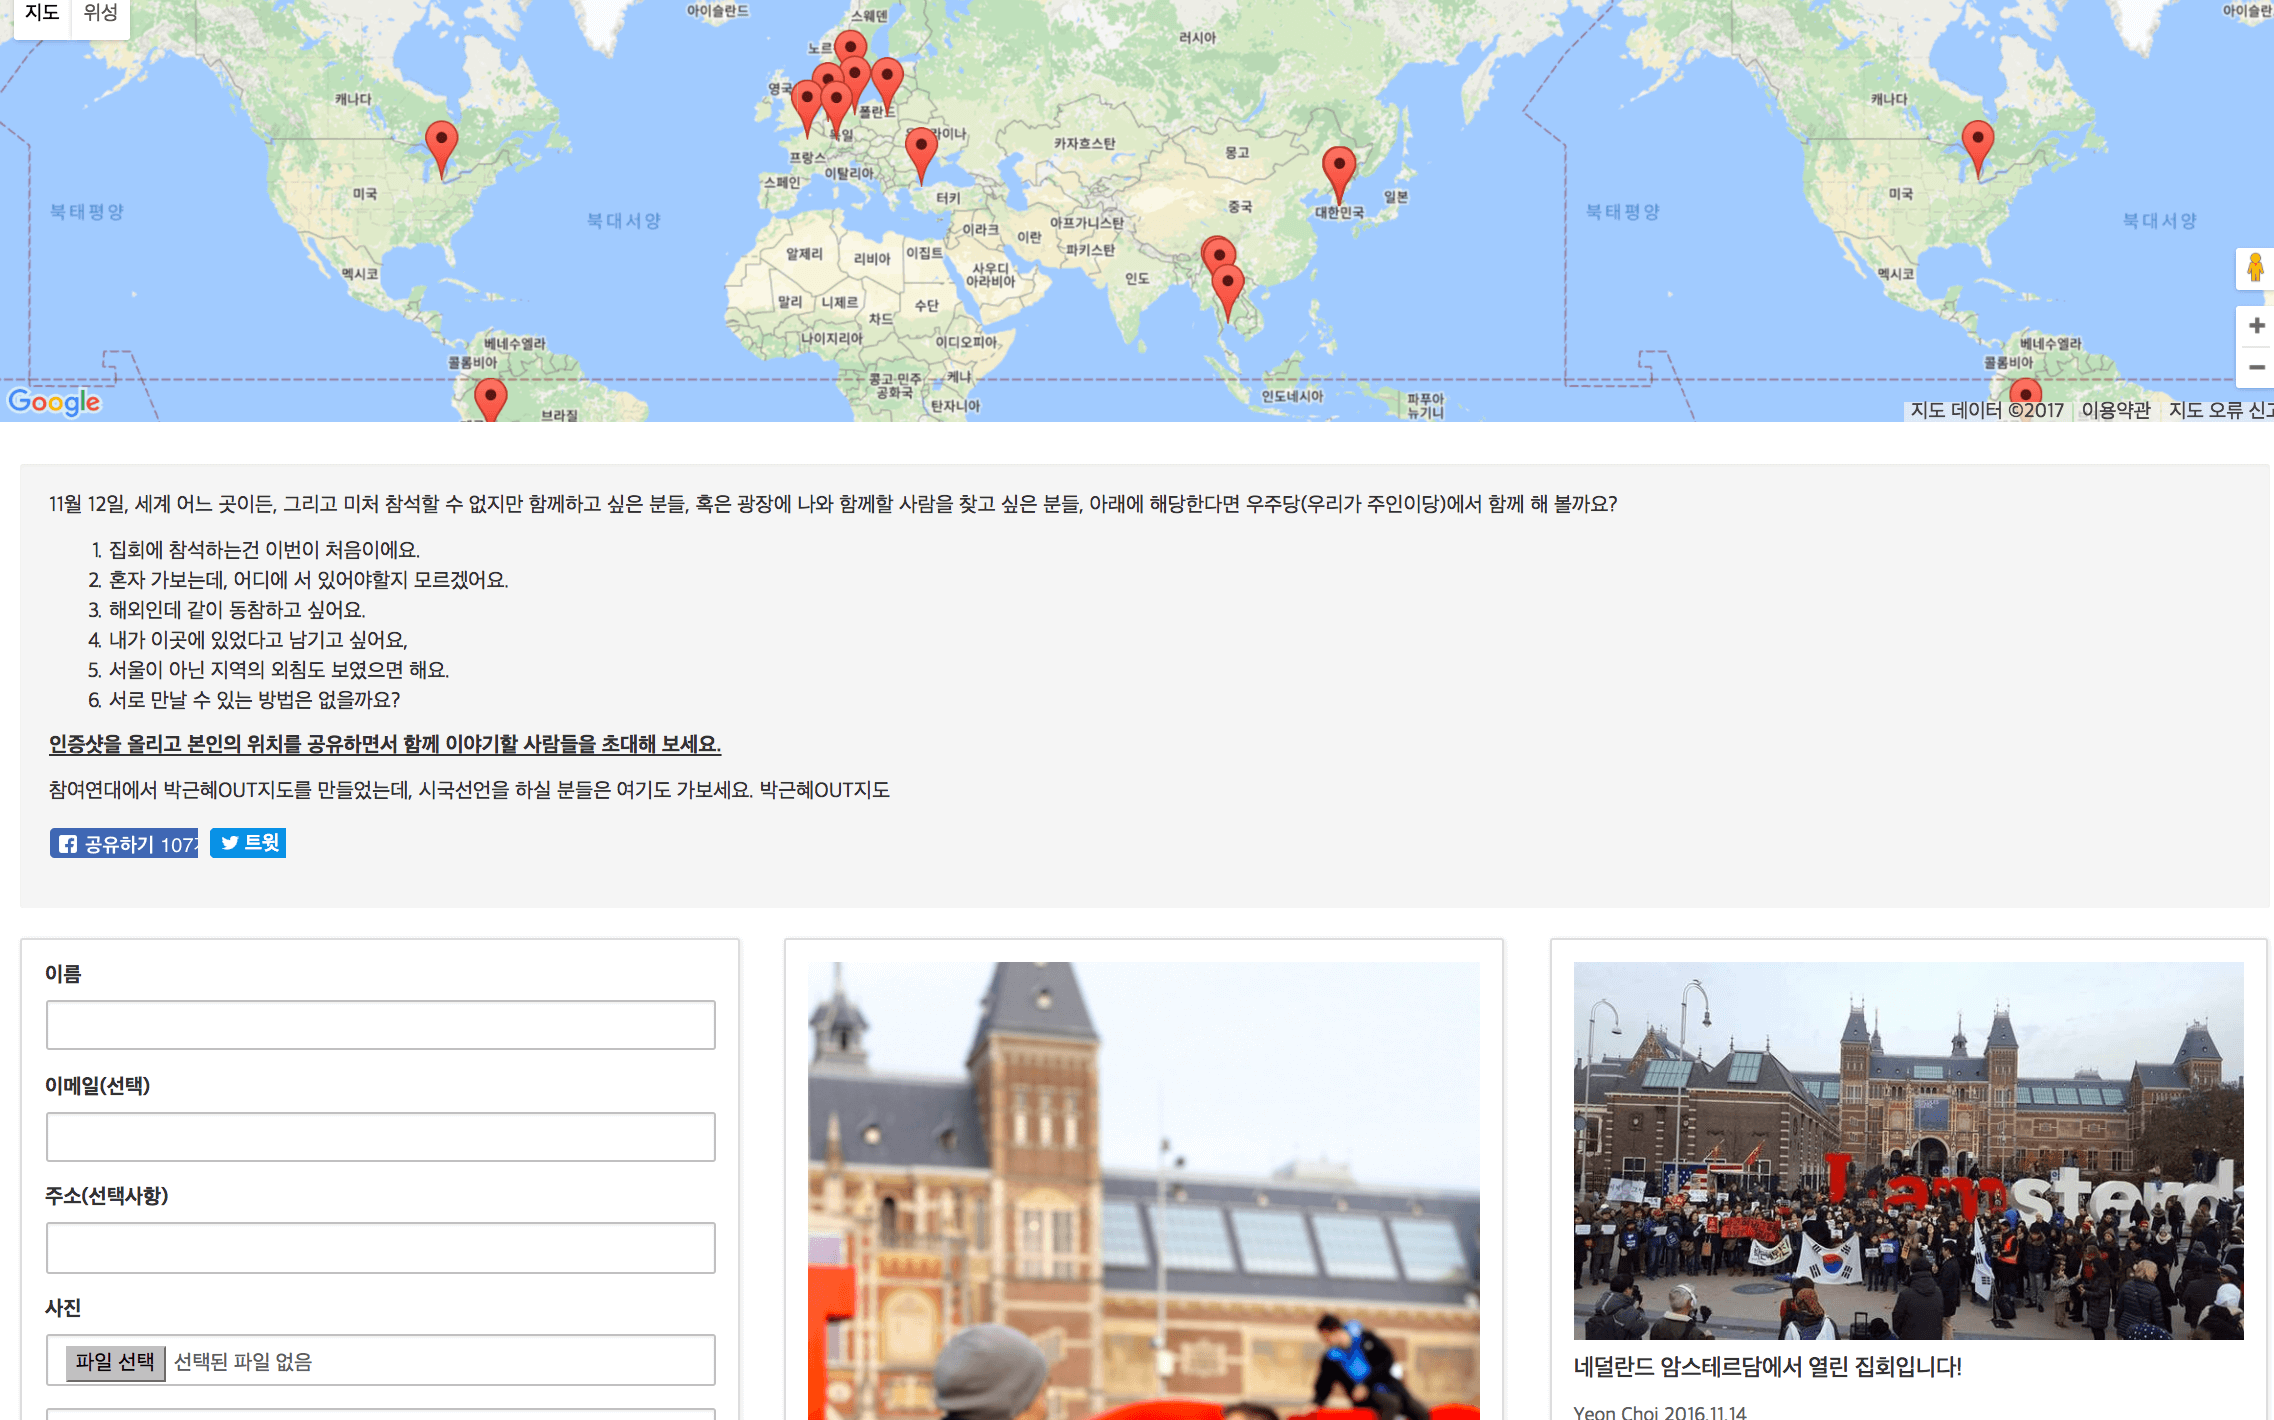 지도 위성
아이슬란드
스웨덴
러시아
캐나다
영국
폴란드
독일
프랑스
카자흐스탄
몽고
미국
스페인
이탈리아
터키
중국
대한민국
일본
북태평양
북대서양
알제리
리비아
이집트
이라크
이란
아프가니스탄
파키스탄
사우디
아라비아
인도
멕시코
말리
니제르
수단
차드
나이지리아
이디오피아
베네수엘라
콜롬비아
콩고 민주
공화국
케냐
탄자니아
브라질
인도네시아
파푸아
뉴기니
캐나다
미국
북태평양
북대서양
멕시코
베네수엘라
콜롬비아
Google
지도 데이터 ©2017 이용약관 지도 오류 신고
11월 12일, 세계 어느 곳이든, 그리고 미처 참석할 수 없지만 함께하고 싶은 분들, 혹은 광장에 나와 함께할 사람을 찾고 싶은 분들, 아래에 해당한다면 우주당(우리가 주인이당)에서 함께 해 볼까요?
1. 집회에 참석하는건 이번이 처음이에요.
2. 혼자 가보는데, 어디에 서 있어야할지 모르겠어요.
3. 해외인데 같이 동참하고 싶어요.
4. 내가 이곳에 있었다고 남기고 싶어요,
5. 서울이 아닌 지역의 외침도 보였으면 해요.
6. 서로 만날 수 있는 방법은 없을까요?
인증샷을 올리고 본인의 위치를 공유하면서 함께 이야기할 사람들을 초대해 보세요.
참여연대에서 박근혜OUT지도를 만들었는데, 시국선언을 하실 분들은 여기도 가보세요. 박근혜OUT지도
공유하기 107 트윗
이름
이메일(선택)
주소(선택사항)
사진
파일 선택 선택된 파일 없음
I amsterd
네덜란드 암스테르담에서 열린 집회입니다!
Yeon Choi 2016.11.14